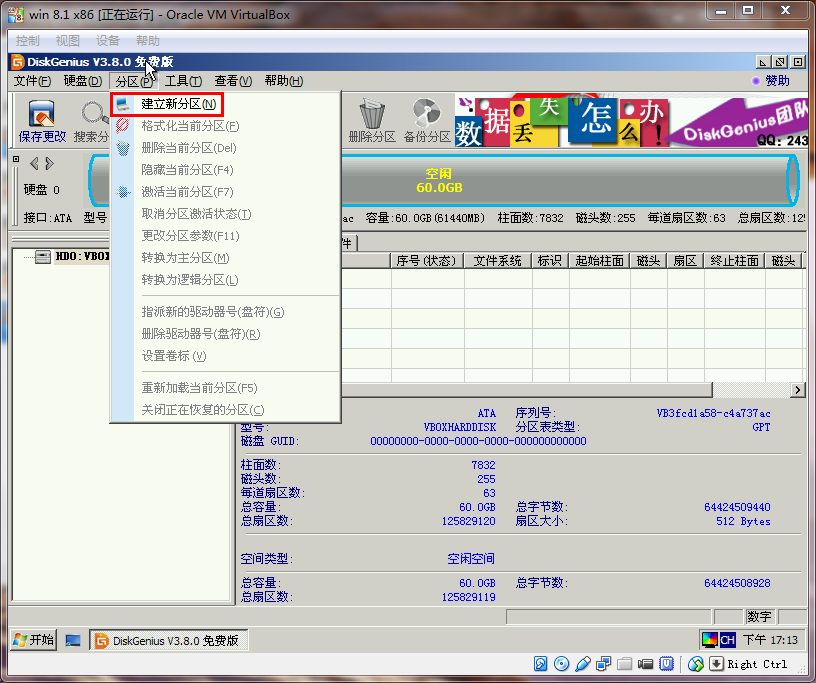 win 8.1 x86 [正在运行] - Oracle VM VirtualBox
控制 视图 设备 帮助
DiskGenius V3.8.0 免费版
文件(F) 硬盘(D) 分区(P) 工具(T) 查看(V) 帮助(H) 赞助
保存更改 搜索分 删除分区 备份分区 数据丢失怎么办! DiskGenius团队
QQ: 243
建立新分区(N)
格式化当前分区(F)
删除当前分区(Del)
隐藏当前分区(F4)
激活当前分区(F7)
取消分区激活状态(T)
更改分区参数(F11)
转换为主分区(M)
转换为逻辑分区(L)
指派新的驱动器号(盘符)(G)
删除驱动器号(盘符)(R)
设置卷标 (V)
重新加载当前分区(F5)
关闭正在恢复的分区(C)
硬盘 0
空闲
60.0GB
接口:ATA 型号 ac 容量:60.0GB(61440MB) 柱面数:7832 磁头数:255 每道扇区数:63 总扇区数:125
HD0:VBOX
件
序号(状态) 文件系统 标识 起始柱面 磁头 扇区 终止柱面 磁头
ATA 序列号: VB3fcd1a58-c4a737ac
型号: VBOXHARDDISK 分区表类型: GPT
磁盘 GUID: 00000000-0000-0000-0000-000000000000
柱面数: 7832
磁头数: 255
每道扇区数: 63
总容量: 60.0GB 总字节数: 64424509440
总扇区数: 125829120 扇区大小: 512 Bytes
空间类型: 空闲空间
总容量: 60.0GB 总字节数: 64424508928
总扇区数: 125829119
数字
开始 DiskGenius V3.8.0 免费版 CH 下午 17:13
Right Ctrl